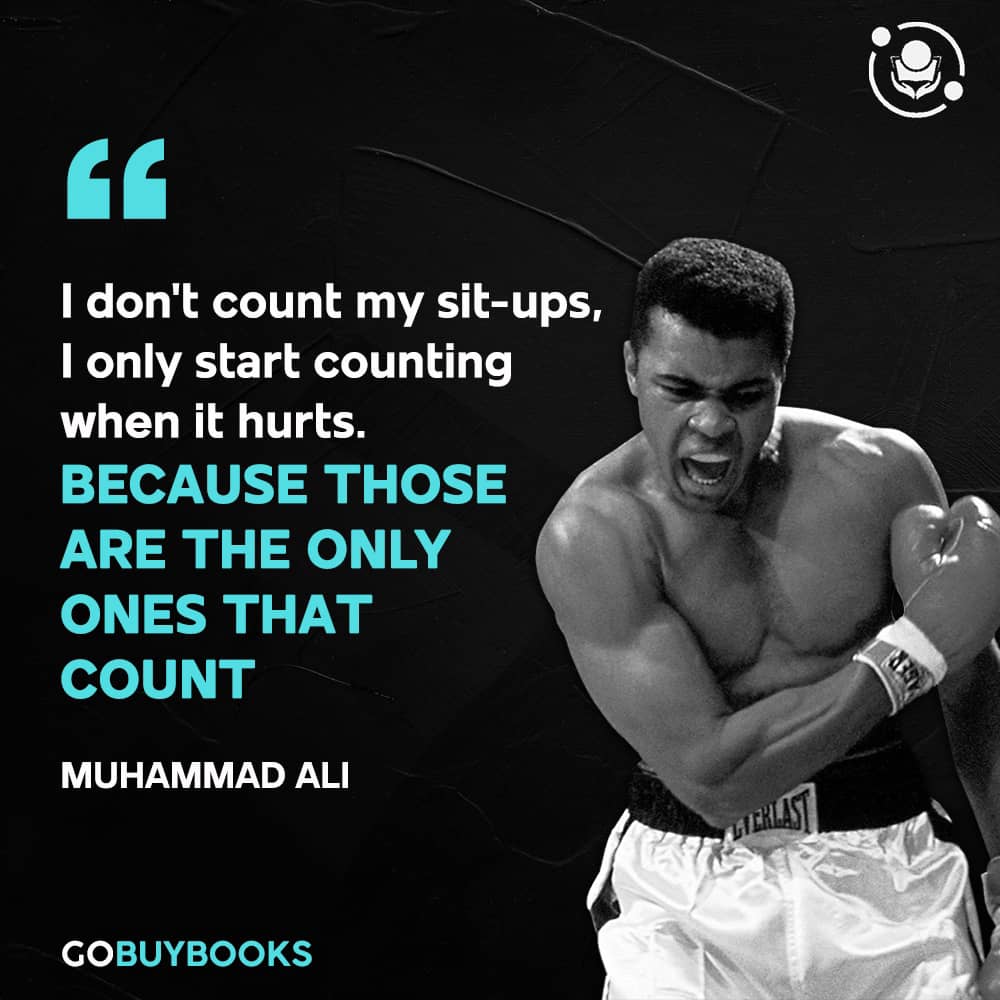 I don't count my sit-ups,
I only start counting
when it hurts.
BECAUSE THOSE
ARE THE ONLY
ONES THAT
COUNT
MUHAMMAD ALI
EVERLAST
GOBUYBOOKS